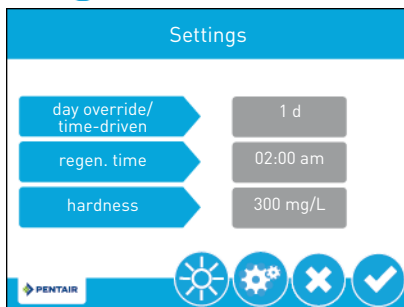 Settings
day override/
time-driven
1 d
regen. time
02:00 am
hardness
300 mg/L
PENTAIR